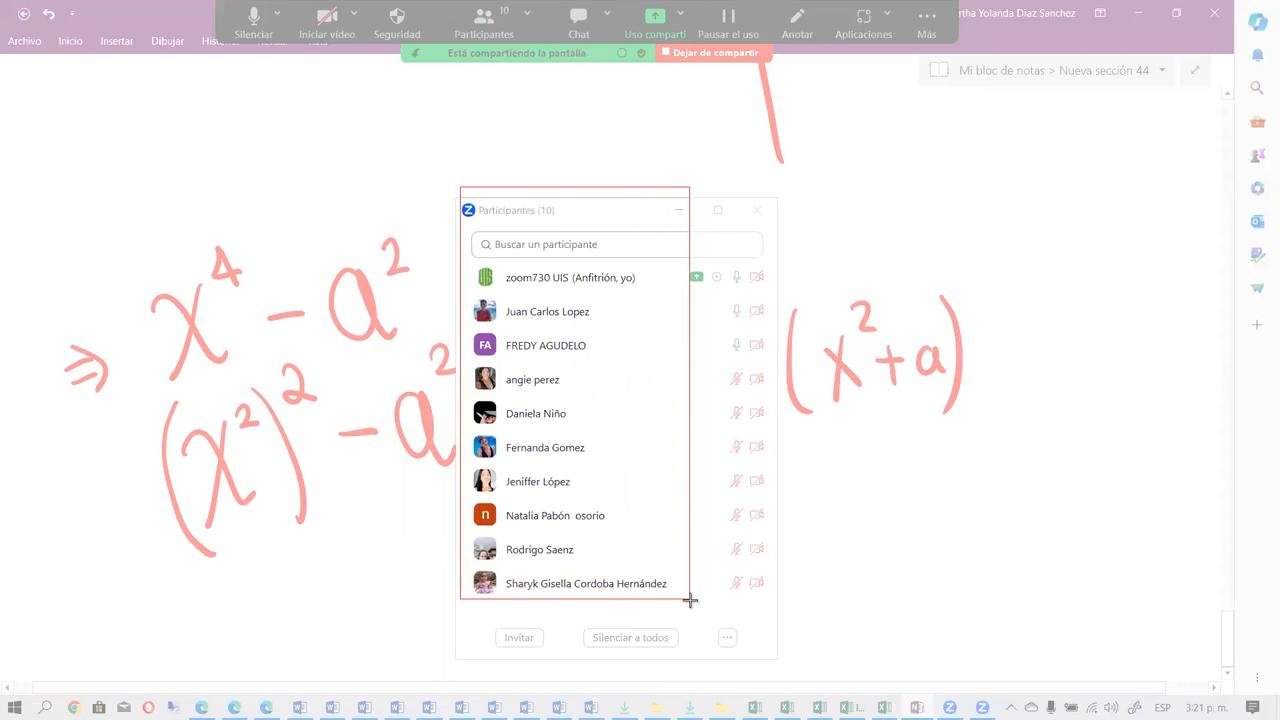 Silenciar
Iniciar vídeo
Seguridad
10
Participantes
Chat
Uso comparti
Pausar el uso
Anotar
Aplicaciones
Más
rtha Yolanda Diaz Sanchez
Archivo Inicio Insertar Dibujar
Está compartiendo la pantalla
Dejar de compartir
Mi bloc de notas > Nueva sección 44
Participantes (10)
Buscar un participante
zoom730 UIS (Anfitrión, yo)
Juan Carlos Lopez
FA FREDY AGUDELO
angie perez
Daniela Niño
Fernanda Gomez
Jeniffer López
n Natalia Pabón osorio
Rodrigo Saenz
Sharyk Gisella Cordoba Hernández
Invitar
Silenciar a todos
...
⇒ x⁴ - a²
(x²)² - a²
(x² + a)
ESP 3:21 p. m.